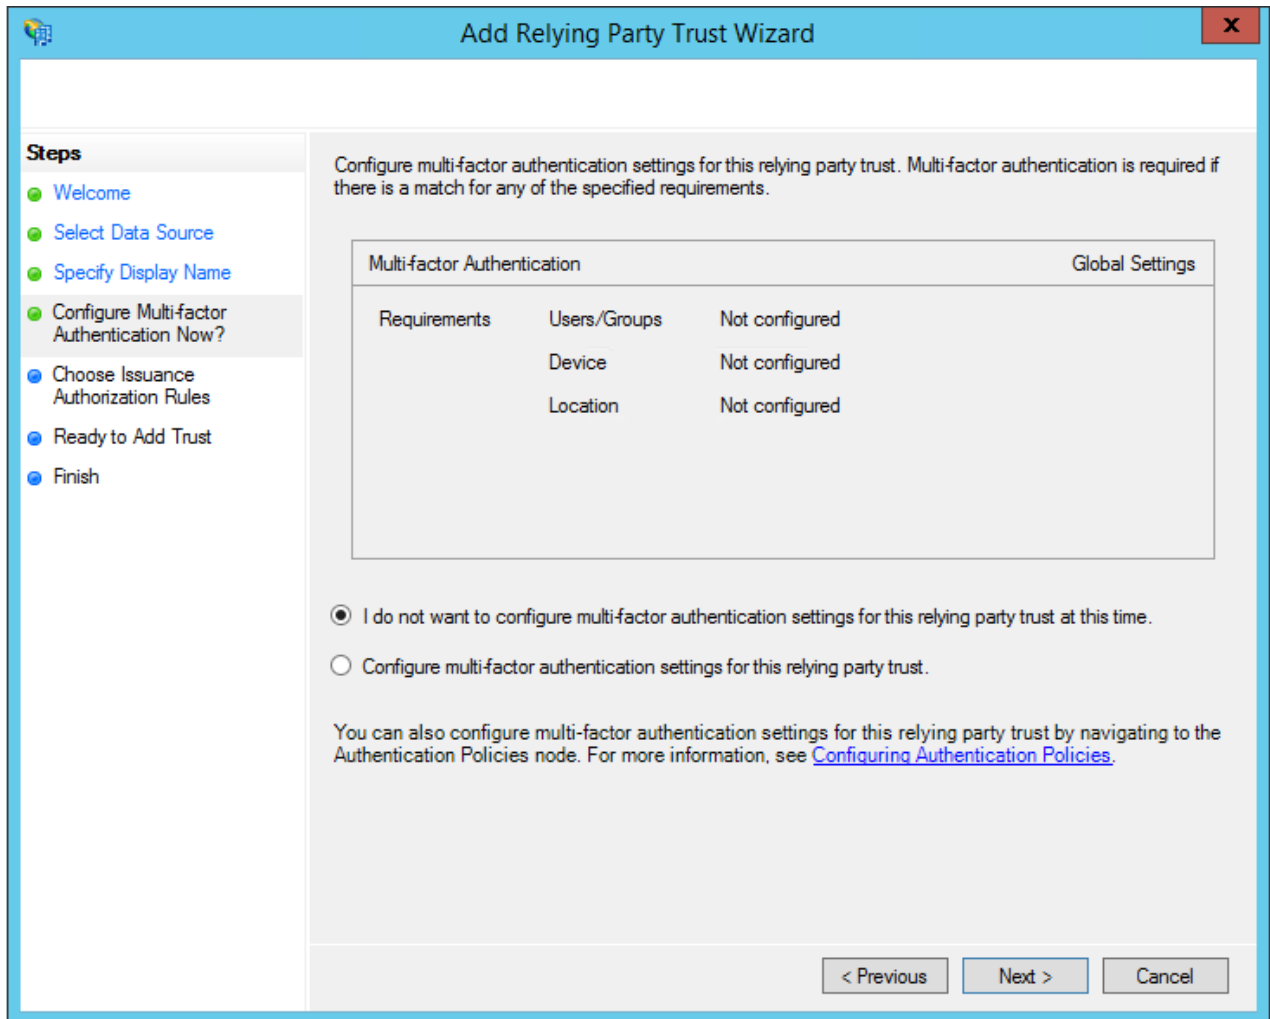 Add Relying Party Trust Wizard
X
Steps
Welcome
Select Data Source
Specify Display Name
Configure Multi-factor
Authentication Now?
Choose Issuance
Authorization Rules
Ready to Add Trust
Finish
Configure multi-factor authentication settings for this relying party trust. Multi-factor authentication is required if
there is a match for any of the specified requirements.
Multi-factor Authentication Global Settings
Requirements Users/Groups Not configured
Device Not configured
Location Not configured
I do not want to configure multi-factor authentication settings for this relying party trust at this time.
Configure multi-factor authentication settings for this relying party trust.
You can also configure multi-factor authentication settings for this relying party trust by navigating to the
Authentication Policies node. For more information, see Configuring Authentication Policies.
< Previous Next > Cancel